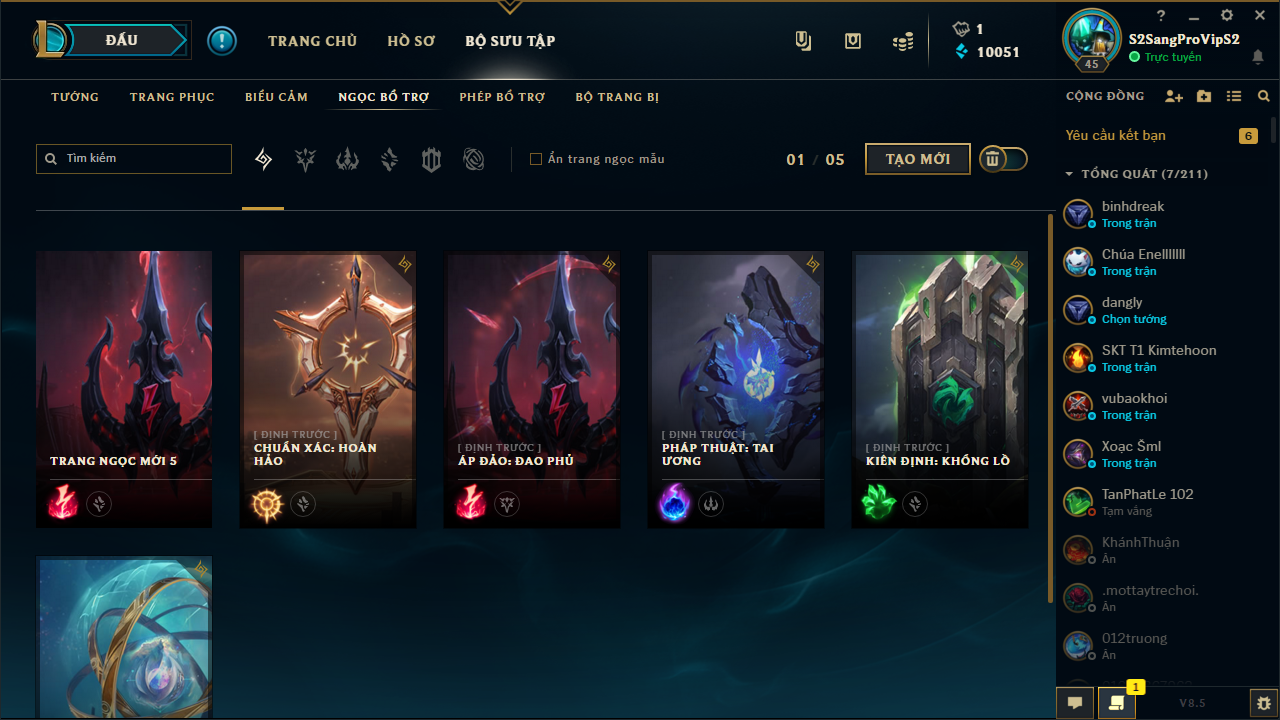 ĐẤU
TRANG CHỦ
HỒ SƠ
BỘ SƯU TẬP
1
10051
?
S2SangProVipS2
45
Trực tuyến
TƯỚNG
TRANG PHỤC
BIỂU CẢM
NGỌC BỔ TRỢ
PHÉP BỔ TRỢ
BỘ TRANG BỊ
CỘNG ĐỒNG
Tìm kiếm
Ẩn trang ngọc mẫu
01 / 05
TẠO MỚI
Yêu cầu kết bạn
6
TỔNG QUÁT (7/211)
binhdreak
Trong trận
Chúa Enelllllll
Trong trận
dangly
Chọn tướng
SKT T1 Kimtehoon
Trong trận
vubaokhoi
Trong trận
Xoạc Šml
Trong trận
TanPhatLe 102
Tạm vắng
KhánhThuận
Ẩn
.mottaytrechoi.
Ẩn
012truong
Ẩn
TRANG NGỌC MỚI 5
[ ĐỊNH TRƯỚC ]
CHUẨN XÁC: HOÀN
HẢO
[ ĐỊNH TRƯỚC ]
ÁP ĐẢO: ĐAO PHỦ
[ ĐỊNH TRƯỚC ]
PHÁP THUẬT: TAI
ƯƠNG
[ ĐỊNH TRƯỚC ]
KIÊN ĐỊNH: KHỔNG LỒ
1
V8.5